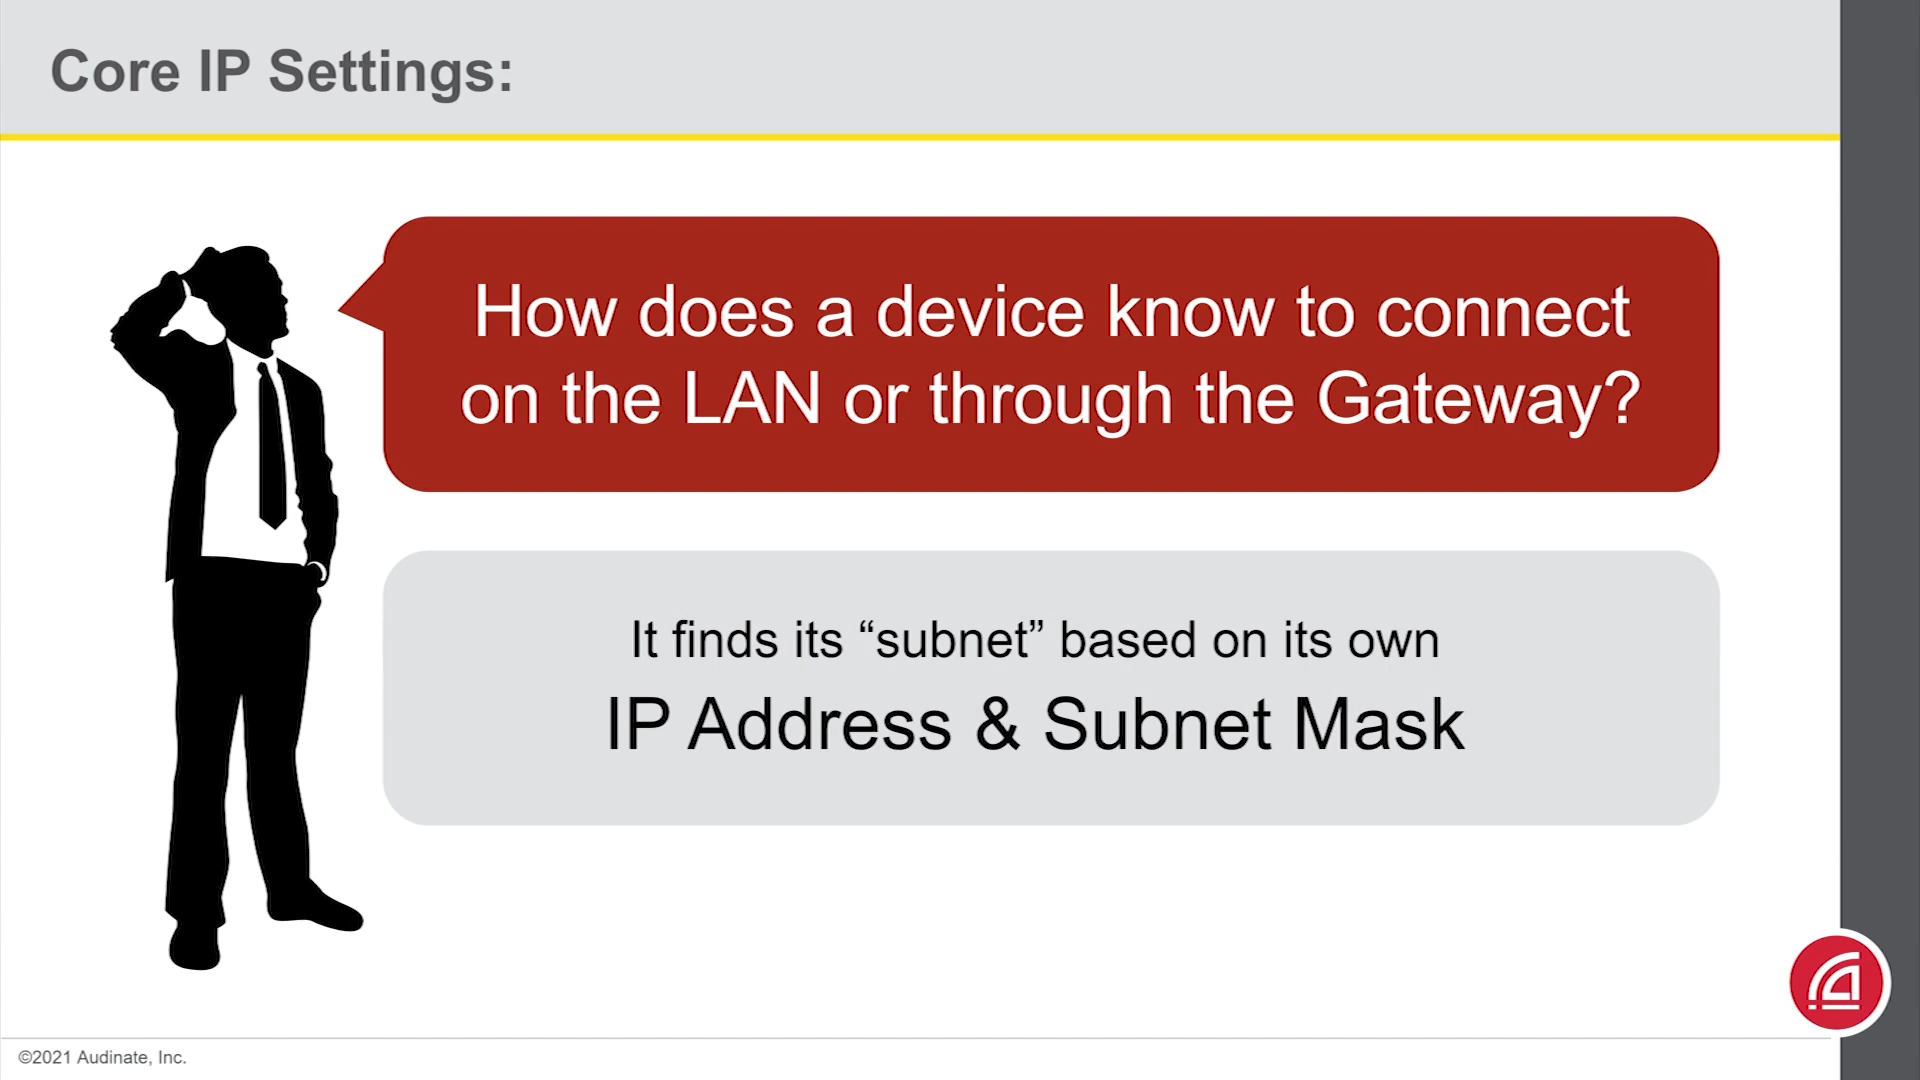 Core IP Settings:
How does a device know to connect
on the LAN or through the Gateway?
It finds its “subnet” based on its own
IP Address & Subnet Mask
©2021 Audinate, Inc.